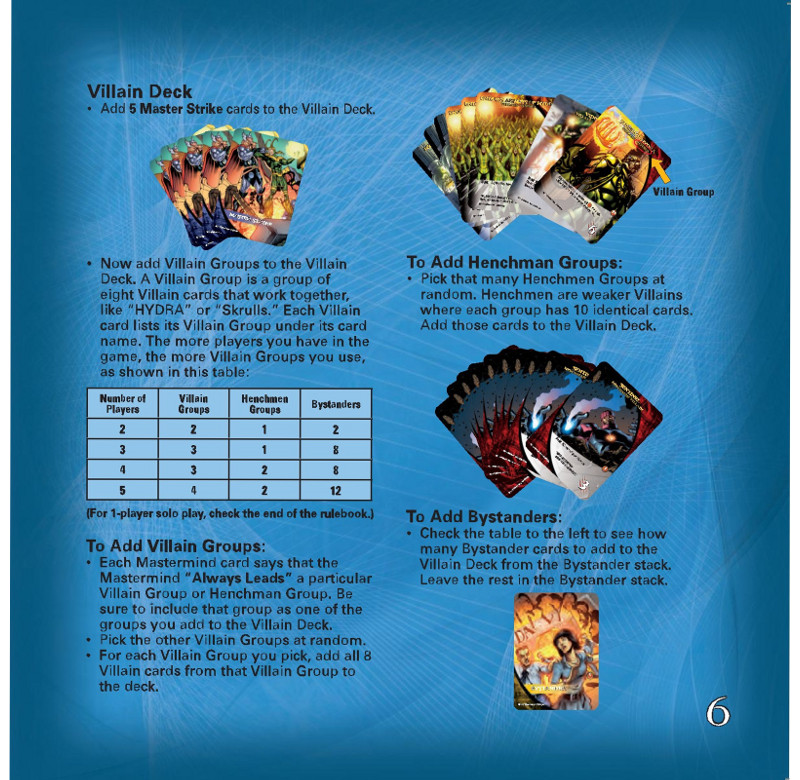 Villain Deck
• Add 5 Master Strike cards to the Villain Deck.
• Now add Villain Groups to the Villain
Deck. A Villain Group is a group of
eight Villain cards that work together,
like “HYDRA” or “Skrulls.” Each Villain
card lists its Villain Group under its card
name. The more players you have in the
game, the more Villain Groups you use,
as shown in this table:
Number of Players | Villain Groups | Henchmen Groups | Bystanders
2 | 2 | 1 | 2
3 | 3 | 1 | 8
4 | 3 | 2 | 8
5 | 4 | 2 | 12
(For 1-player solo play, check the end of the rulebook.)
To Add Villain Groups:
• Each Mastermind card says that the
Mastermind “Always Leads” a particular
Villain Group or Henchman Group. Be
sure to include that group as one of the
groups you add to the Villain Deck.
• Pick the other Villain Groups at random.
• For each Villain Group you pick, add all 8
Villain cards from that Villain Group to
the deck.
Villain Group
To Add Henchman Groups:
• Pick that many Henchmen Groups at
random. Henchmen are weaker Villains
where each group has 10 identical cards.
Add those cards to the Villain Deck.
To Add Bystanders:
• Check the table to the left to see how
many Bystander cards to add to the
Villain Deck from the Bystander stack.
Leave the rest in the Bystander stack.
6